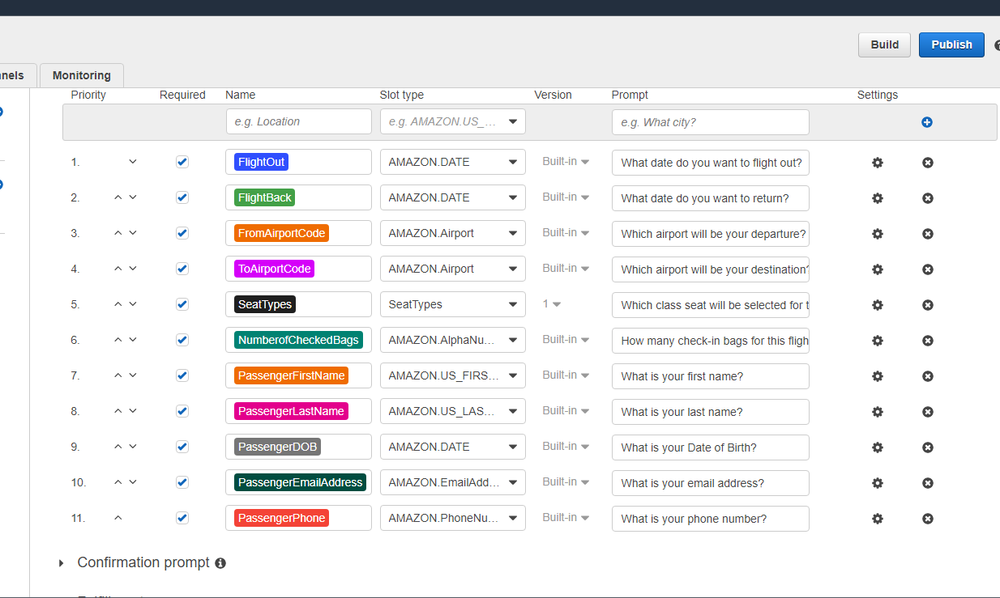 Build Publish
nels Monitoring
Priority Required Name Slot type Version Prompt Settings
e.g. Location e.g. AMAZON.US_... e.g. What city?
1. FlightOut AMAZON.DATE Built-in What date do you want to flight out?
2. FlightBack AMAZON.DATE Built-in What date do you want to return?
3. FromAirportCode AMAZON.Airport Built-in Which airport will be your departure?
4. ToAirportCode AMAZON.Airport Built-in Which airport will be your destination?
5. SeatTypes SeatTypes 1 Which class seat will be selected for t
6. NumberofCheckedBags AMAZON.AlphaNu... Built-in How many check-in bags for this fligh
7. PassengerFirstName AMAZON.US_FIRS... Built-in What is your first name?
8. PassengerLastName AMAZON.US_LAS... Built-in What is your last name?
9. PassengerDOB AMAZON.DATE Built-in What is your Date of Birth?
10. PassengerEmailAddress AMAZON.EmailAdd... Built-in What is your email address?
11. PassengerPhone AMAZON.PhoneNu... Built-in What is your phone number?
Confirmation prompt